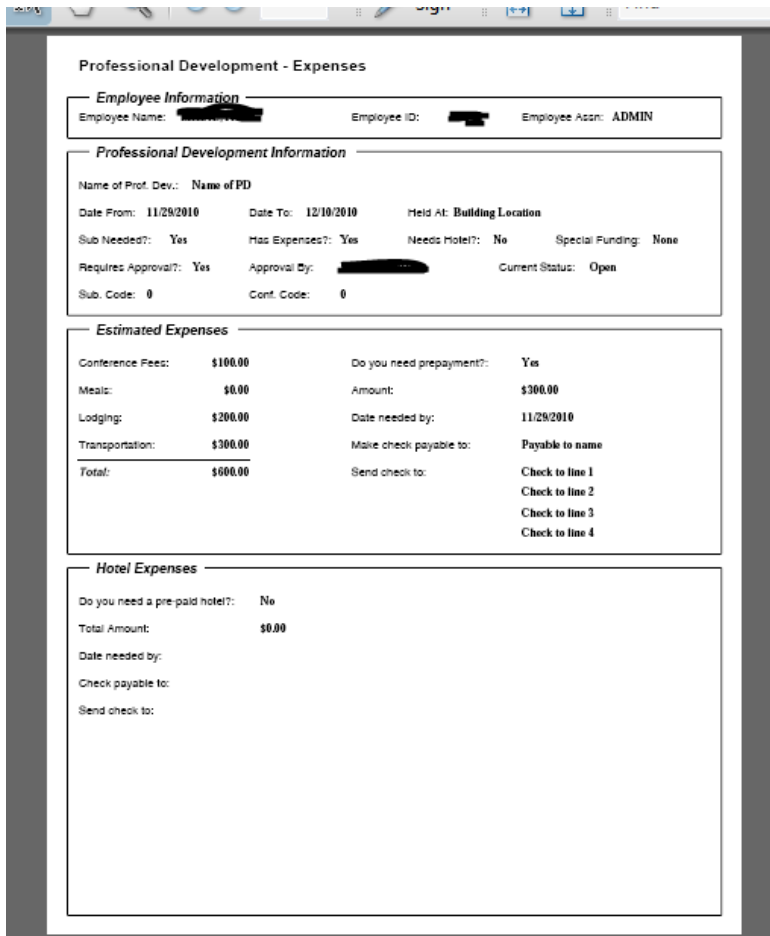 Sign
Professional Development - Expenses
Employee Information
Employee Name: Employee ID: Employee Assn: ADMIN
Professional Development Information
Name of Prof. Dev.: Name of PD
Date From: 11/29/2010 Date To: 12/10/2010 Held At: Building Location
Sub Needed?: Yes Has Expenses?: Yes Needs Hotel?: No Special Funding: None
Requires Approval?: Yes Approval By: Current Status: Open
Sub. Code: 0 Conf. Code: 0
Estimated Expenses
Conference Fees: $100.00 Do you need prepayment?: Yes
Meals: $0.00 Amount: $300.00
Lodging: $200.00 Date needed by: 11/29/2010
Transportation: $300.00 Make check payable to: Payable to name
Total: $600.00 Send check to: Check to line 1
Check to line 2
Check to line 3
Check to line 4
Hotel Expenses
Do you need a pre-paid hotel?: No
Total Amount: $0.00
Date needed by:
Check payable to:
Send check to: